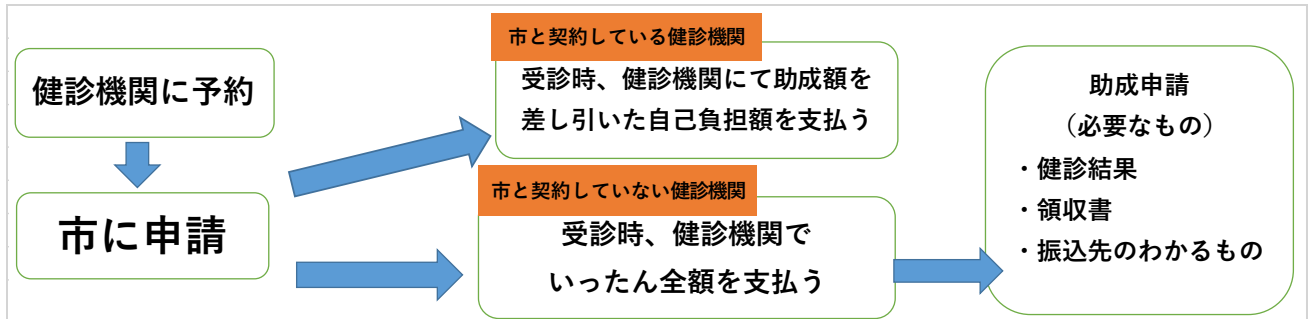 健診機関に予約
市に申請
市と契約している健診機関
受診時、健診機関にて助成額を
差し引いた自己負担額を支払う
市と契約していない健診機関
受診時、健診機関で
いったん全額を支払う
助成申請
（必要なもの）
・健診結果
・領収書
・振込先のわかるもの